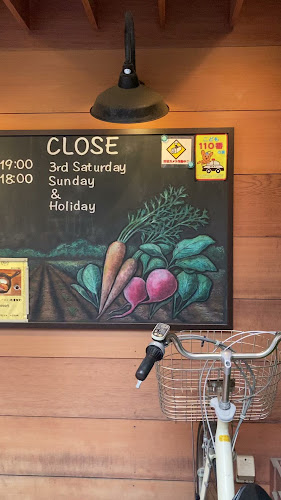 CLOSE
19:00 3rd Saturday
18:00 Sunday
&
Holiday
110番